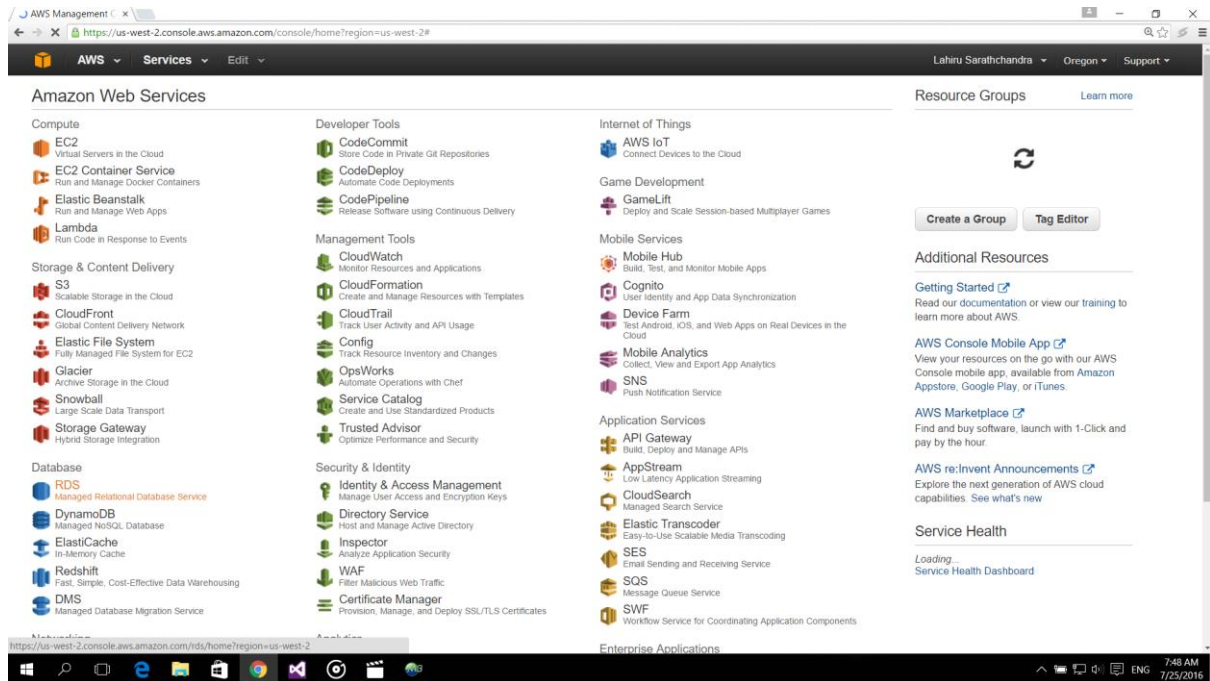 AWS Management C
https://us-west-2.console.aws.amazon.com/console/home?region=us-west-2#
AWS Services Edit Lahiru Sarathchandra Oregon Support
Amazon Web Services
Compute
EC2
Virtual Servers in the Cloud
EC2 Container Service
Run and Manage Docker Containers
Elastic Beanstalk
Run and Manage Web Apps
Lambda
Run Code in Response to Events
Storage & Content Delivery
S3
Scalable Storage in the Cloud
CloudFront
Global Content Delivery Network
Elastic File System
Fully Managed File System for EC2
Glacier
Archive Storage in the Cloud
Snowball
Large Scale Data Transport
Storage Gateway
Hybrid Storage Integration
Database
RDS
Managed Relational Database Service
DynamoDB
Managed NoSQL Database
ElastiCache
In-Memory Cache
Redshift
Fast, Simple, Cost-Effective Data Warehousing
DMS
Managed Database Migration Service
Developer Tools
CodeCommit
Store Code in Private Git Repositories
CodeDeploy
Automate Code Deployments
CodePipeline
Release Software using Continuous Delivery
Management Tools
CloudWatch
Monitor Resources and Applications
CloudFormation
Create and Manage Resources with Templates
CloudTrail
Track User Activity and API Usage
Config
Track Resource Inventory and Changes
OpsWorks
Automate Operations with Chef
Service Catalog
Create and Use Standardized Products
Trusted Advisor
Optimize Performance and Security
Security & Identity
Identity & Access Management
Manage User Access and Encryption Keys
Directory Service
Host and Manage Active Directory
Inspector
Analyze Application Security
WAF
Filter Malicious Web Traffic
Certificate Manager
Provision, Manage, and Deploy SSL/TLS Certificates
Internet of Things
AWS IoT
Connect Devices to the Cloud
Game Development
GameLift
Deploy and Scale Session-based Multiplayer Games
Mobile Services
Mobile Hub
Build, Test, and Monitor Mobile Apps
Cognito
User Identity and App Data Synchronization
Device Farm
Test Android, iOS, and Web Apps on Real Devices in the
Cloud
Mobile Analytics
Collect, View and Export App Analytics
SNS
Push Notification Service
Application Services
API Gateway
Build, Deploy and Manage APIs
AppStream
Low Latency Application Streaming
CloudSearch
Managed Search Service
Elastic Transcoder
Easy-to-Use Scalable Media Transcoding
SES
Email Sending and Receiving Service
SQS
Message Queue Service
SWF
Workflow Service for Coordinating Application Components
Enterprise Applications
Resource Groups Learn more
Create a Group Tag Editor
Additional Resources
Getting Started
Read our documentation or view our training to
learn more about AWS.
AWS Console Mobile App
View your resources on the go with our AWS
Console mobile app, available from Amazon
Appstore, Google Play, or iTunes.
AWS Marketplace
Find and buy software, launch with 1-Click and
pay by the hour.
AWS re:Invent Announcements
Explore the next generation of AWS cloud
capabilities. See what's new
Service Health
Loading...
Service Health Dashboard
https://us-west-2.console.aws.amazon.com/rds/home?region=us-west-2
ENG 7:48 AM
7/25/2016